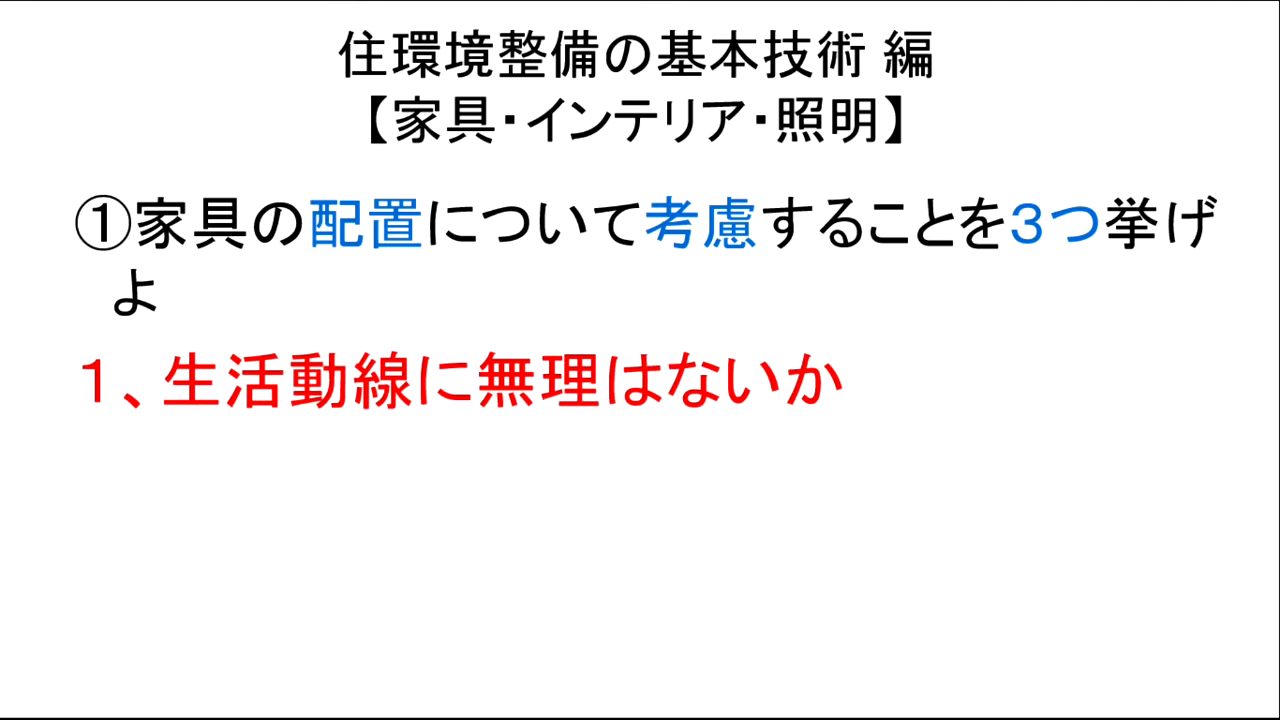 住環境整備の基本技術 編
【家具・インテリア・照明】
①家具の配置について考慮することを３つ挙げ
よ
１、生活動線に無理はないか